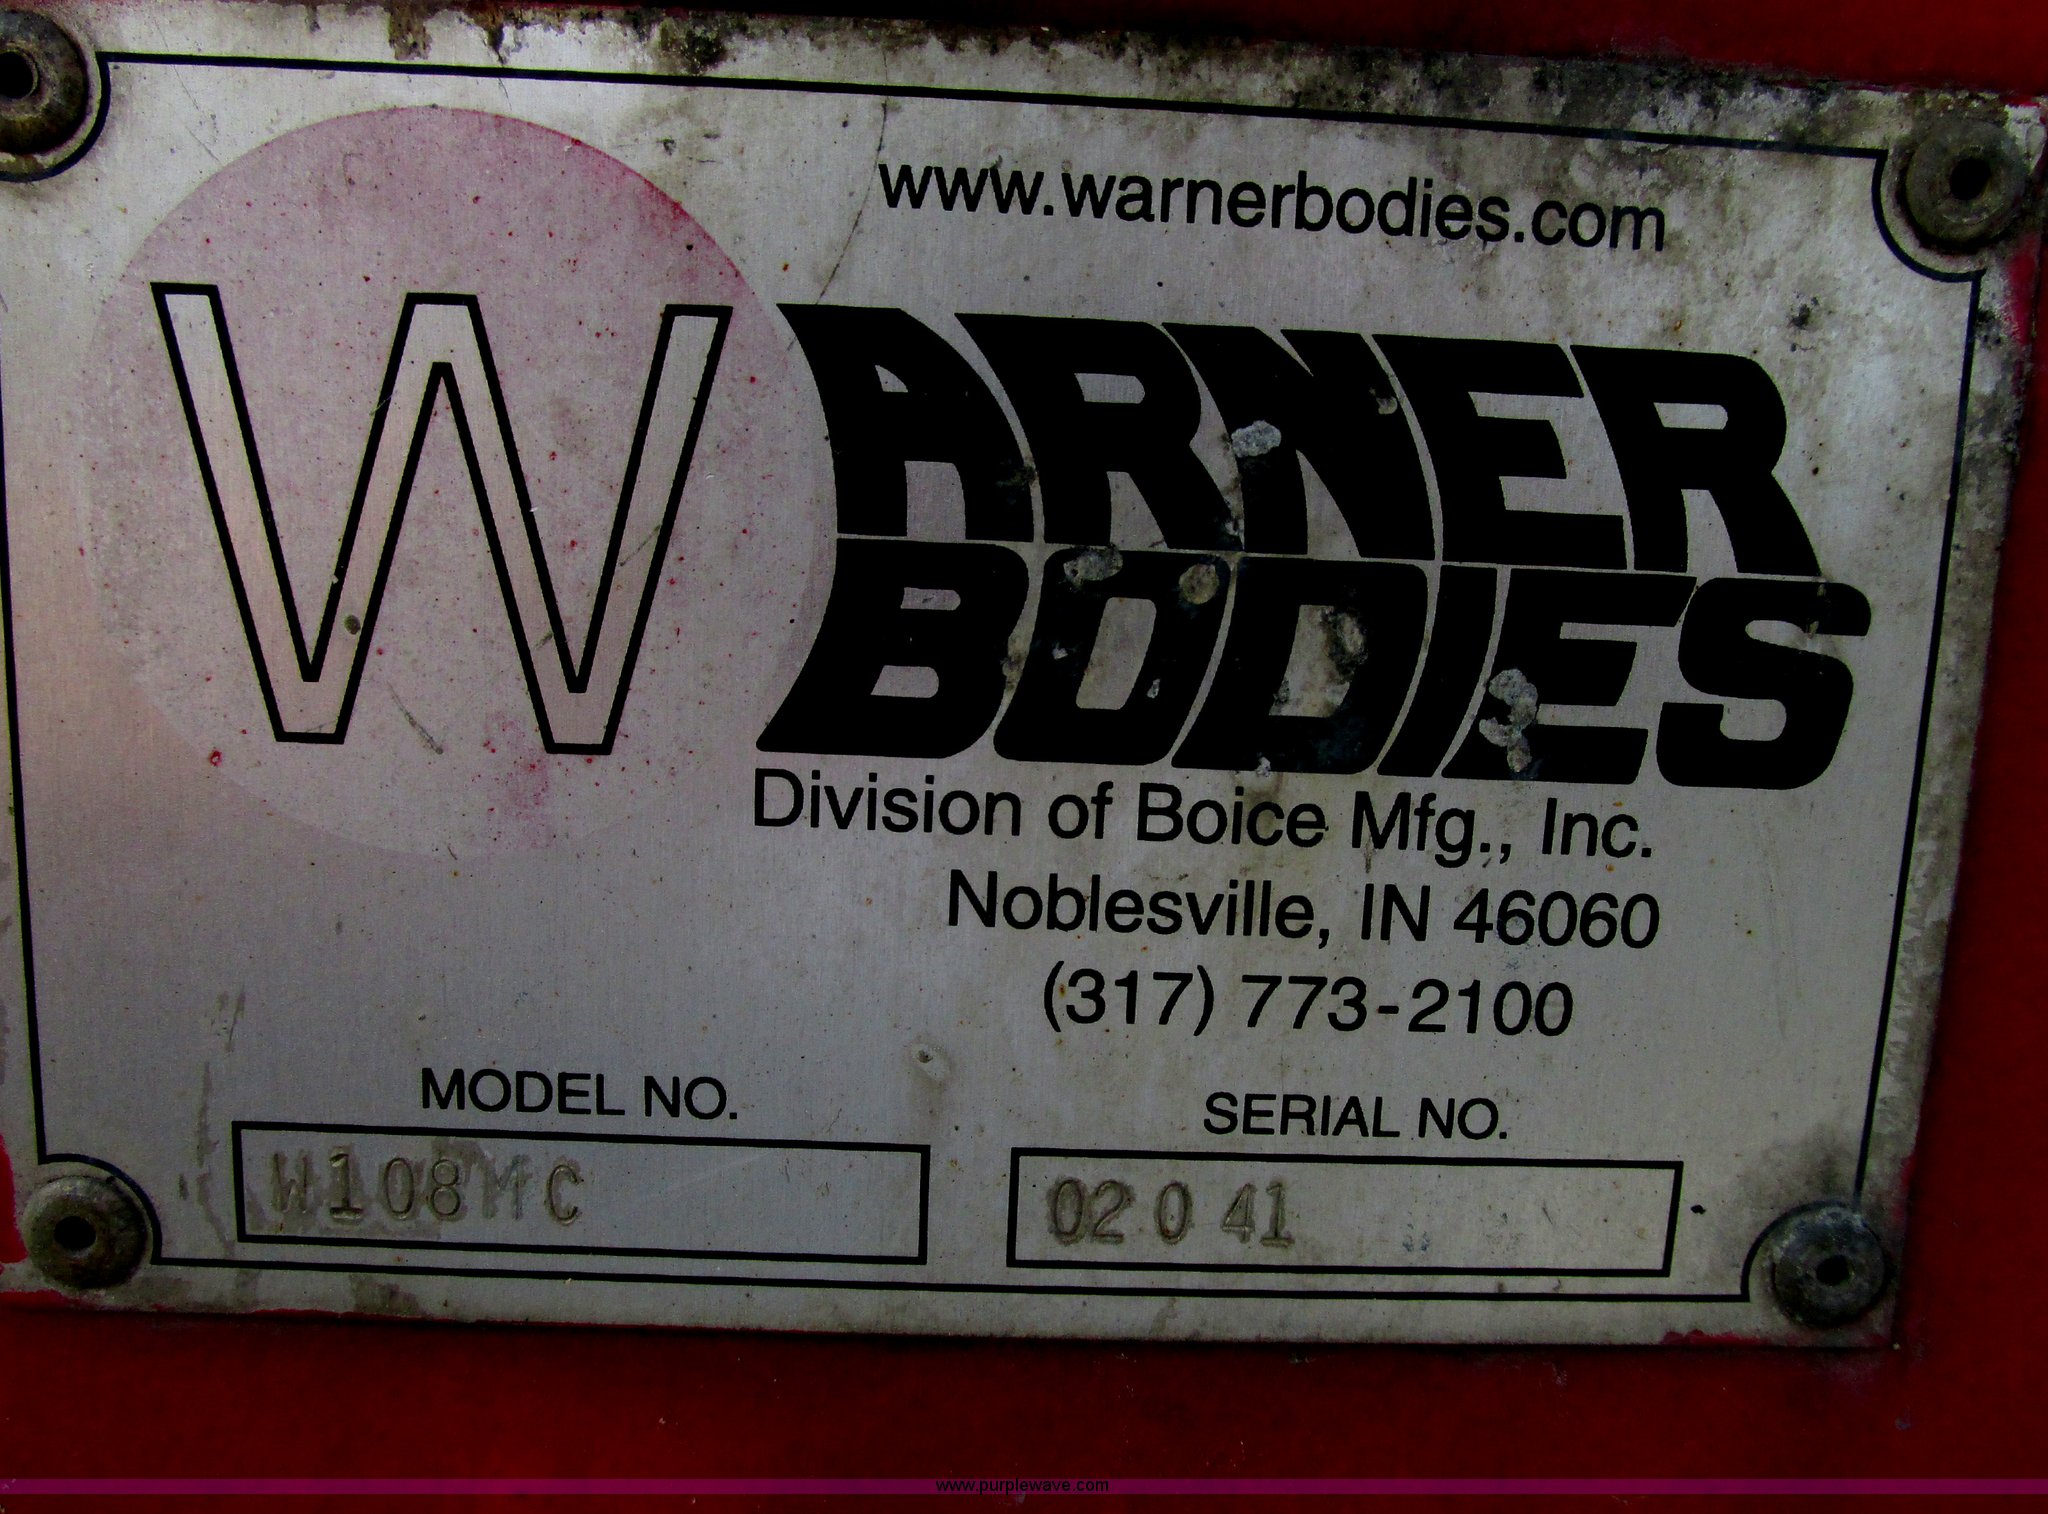 www.warnerbodies.com
WARNER
BODIES
Division of Boice Mfg., Inc.
Noblesville, IN 46060
(317) 773-2100
MODEL NO.
W108MC
SERIAL NO.
02041
www.purplewave.com